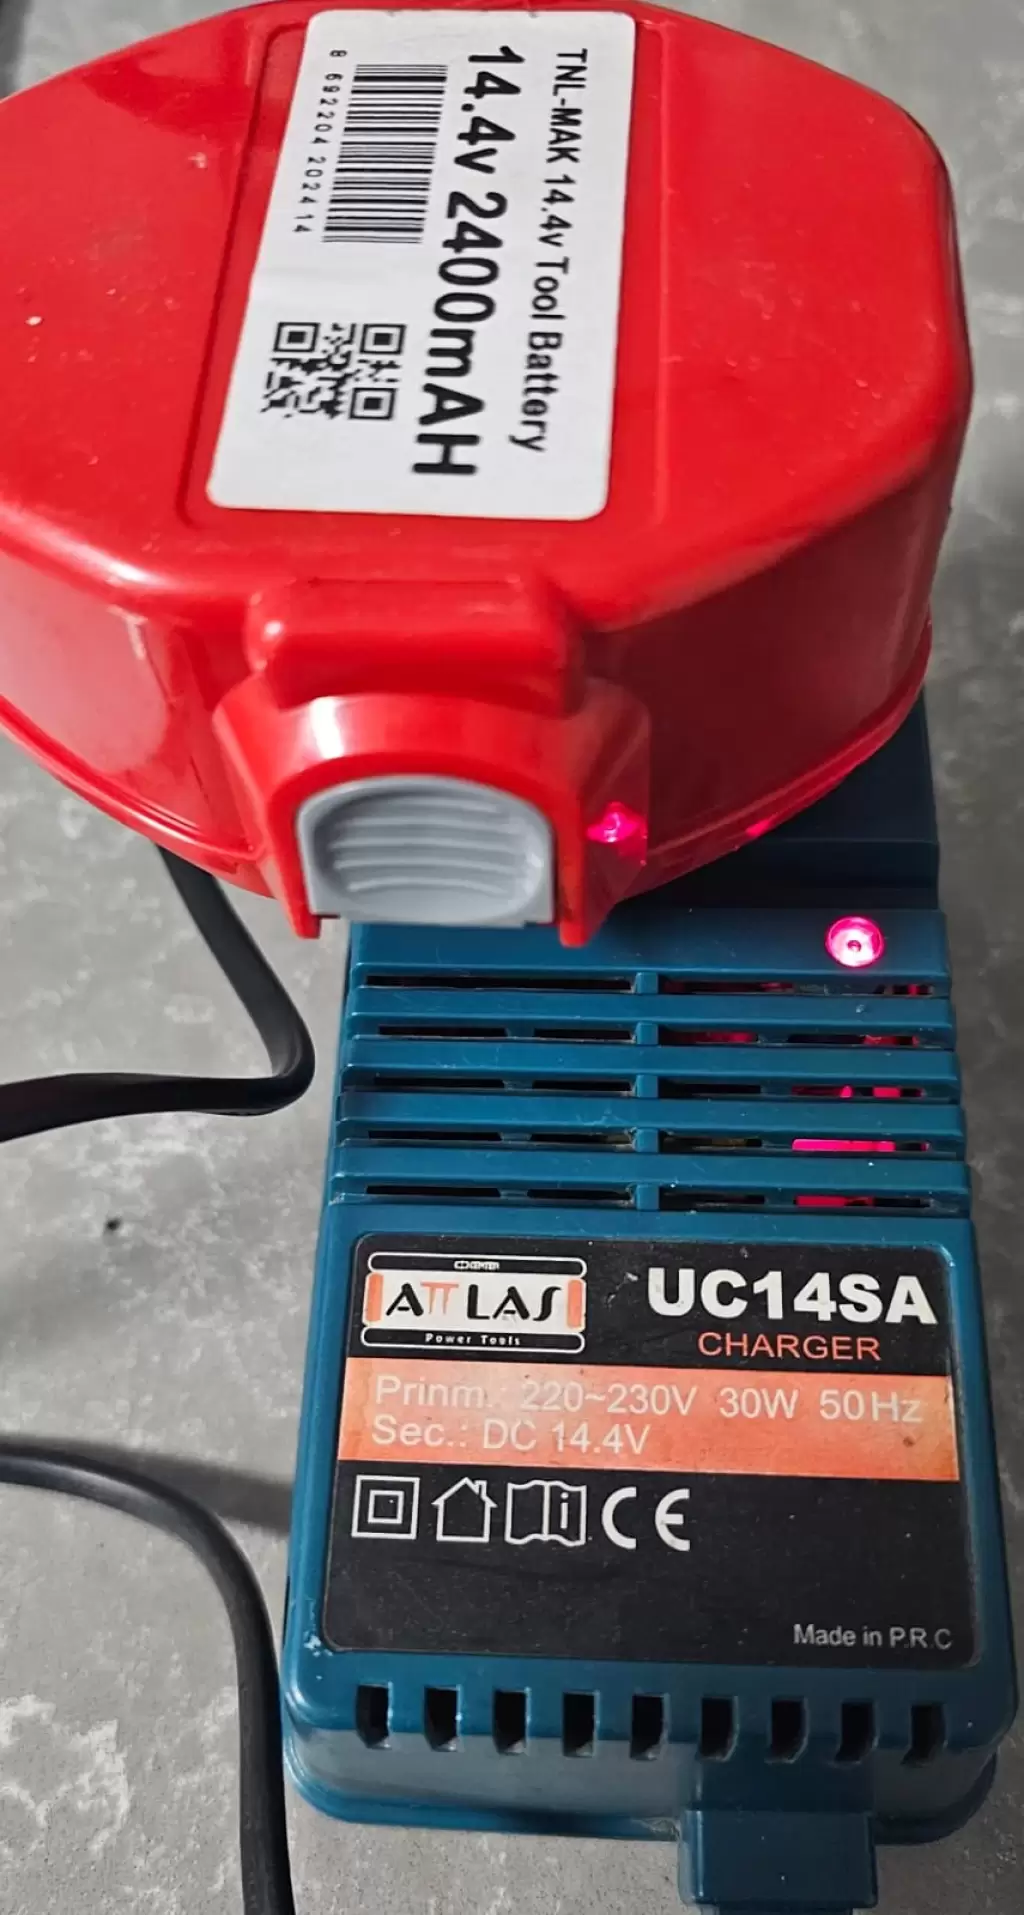 TNL-MAK 14.4v Tool Battery
14.4v 2400mAH
8 692204 202414
ATTLAS
Power Tools
UC14SA
CHARGER
Prinm.: 220~230V 30W 50Hz
Sec.: DC 14.4V
i
CE
Made in P.R.C